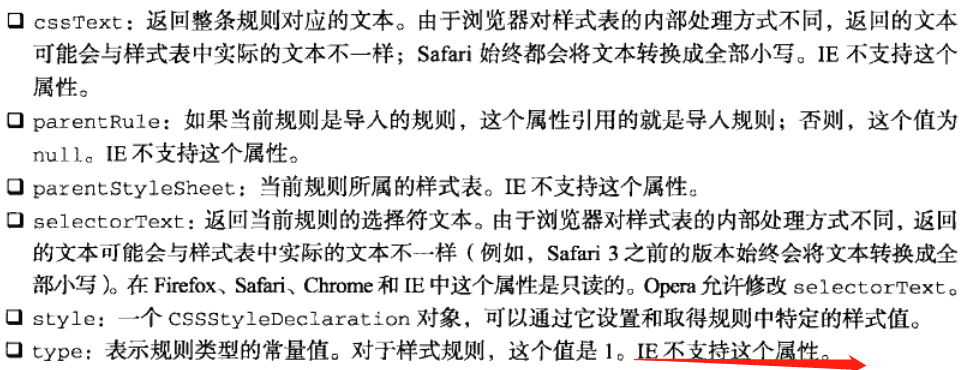 ❑ cssText：返回整条规则对应的文本。由于浏览器对样式表的内部处理方式不同，返回的文本
可能会与样式表中实际的文本不一样；Safari 始终都会将文本转换成全部小写。IE 不支持这个
属性。
❑ parentRule：如果当前规则是导入的规则，这个属性引用的就是导入规则；否则，这个值为
null。IE 不支持这个属性。
❑ parentStyleSheet：当前规则所属的样式表。IE 不支持这个属性。
❑ selectorText：返回当前规则的选择符文本。由于浏览器对样式表的内部处理方式不同，返回
的文本可能会与样式表中实际的文本不一样（例如，Safari 3 之前的版本始终会将文本转换成全
部小写）。在 Firefox、Safari、Chrome 和 IE 中这个属性是只读的。Opera 允许修改 selectorText。
❑ style：一个 CSSStyleDeclaration 对象，可以通过它设置和取得规则中特定的样式值。
❑ type：表示规则类型的常量值。对于样式规则，这个值是 1。IE 不支持这个属性。